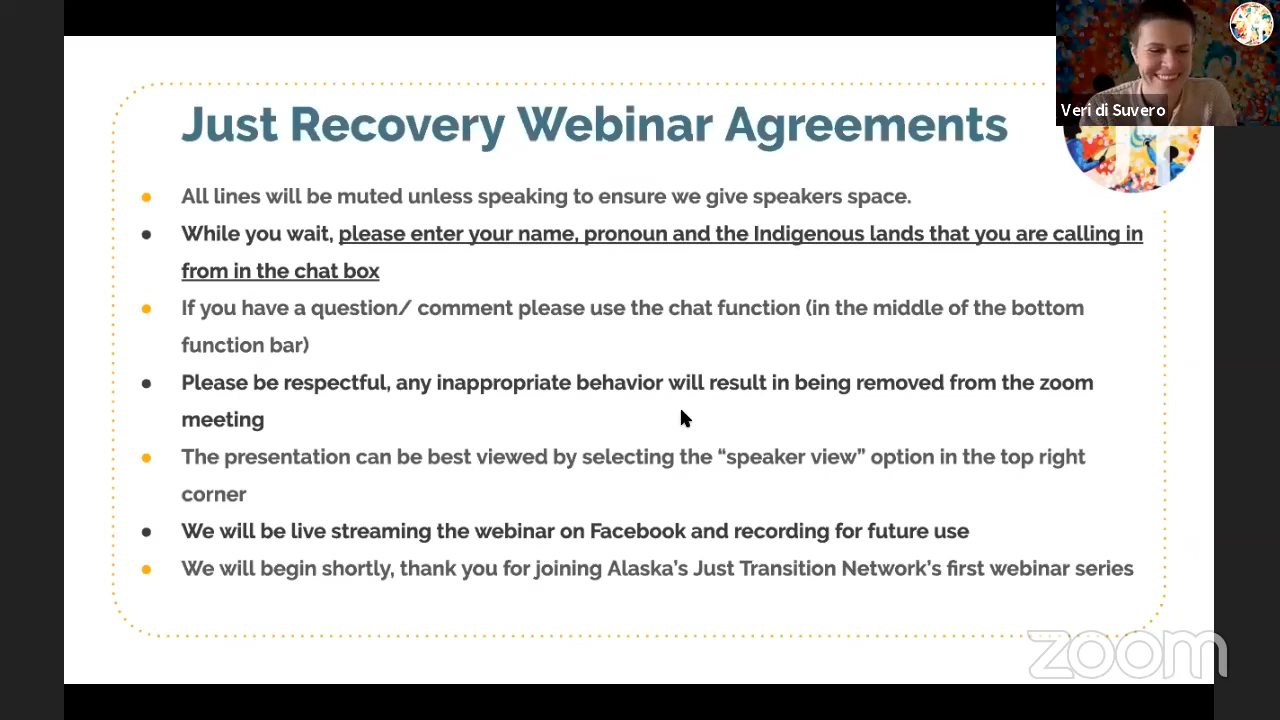 Veri di Suvero
Just Recovery Webinar Agreements
All lines will be muted unless speaking to ensure we give speakers space.
While you wait, please enter your name, pronoun and the Indigenous lands that you are calling in
from in the chat box
If you have a question/ comment please use the chat function (in the middle of the bottom
function bar)
Please be respectful, any inappropriate behavior will result in being removed from the zoom
meeting
The presentation can be best viewed by selecting the “speaker view” option in the top right
corner
We will be live streaming the webinar on Facebook and recording for future use
We will begin shortly, thank you for joining Alaska’s Just Transition Network’s first webinar series
zoom